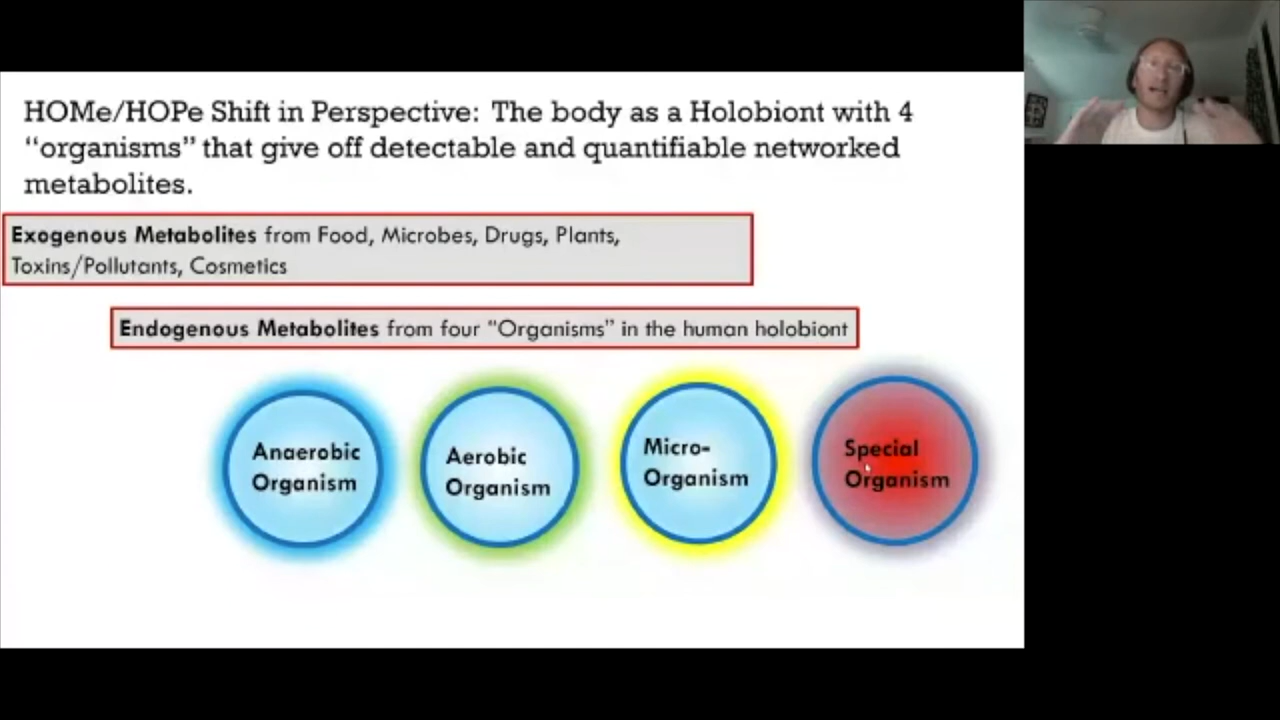 HOMe/HOPe Shift in Perspective: The body as a Holobiont with 4
“organisms” that give off detectable and quantifiable networked
metabolites.
Exogenous Metabolites from Food, Microbes, Drugs, Plants,
Toxins/Pollutants, Cosmetics
Endogenous Metabolites from four “Organisms” in the human holobiont
Anaerobic
Organism
Aerobic
Organism
Micro-
Organism
Special
Organism